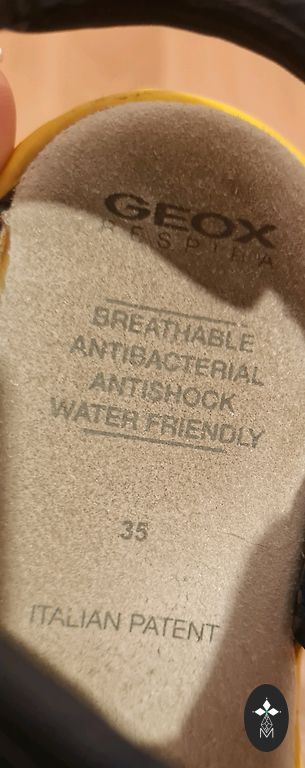 GEOX
RESPIRA
BREATHABLE
ANTIBACTERIAL
ANTISHOCK
WATER FRIENDLY
35
ITALIAN PATENT